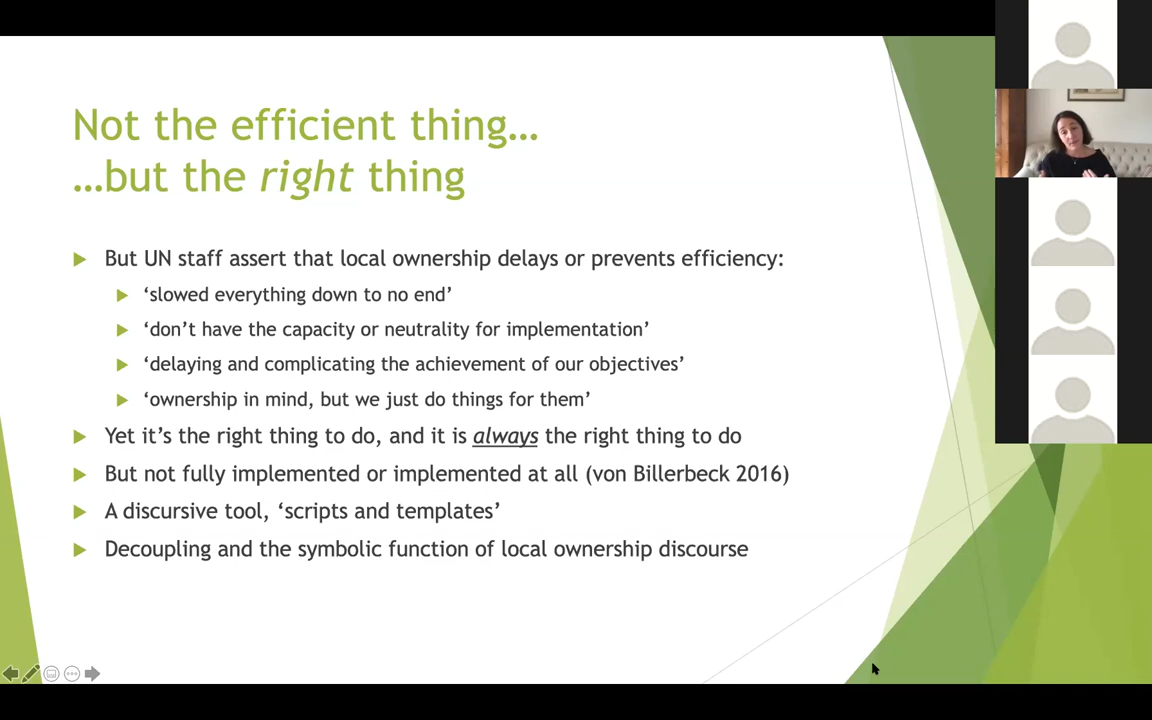 Not the efficient thing…
…but the right thing
But UN staff assert that local ownership delays or prevents efficiency:
‘slowed everything down to no end’
‘don’t have the capacity or neutrality for implementation’
‘delaying and complicating the achievement of our objectives’
‘ownership in mind, but we just do things for them’
Yet it’s the right thing to do, and it is always the right thing to do
But not fully implemented or implemented at all (von Billerbeck 2016)
A discursive tool, ‘scripts and templates’
Decoupling and the symbolic function of local ownership discourse